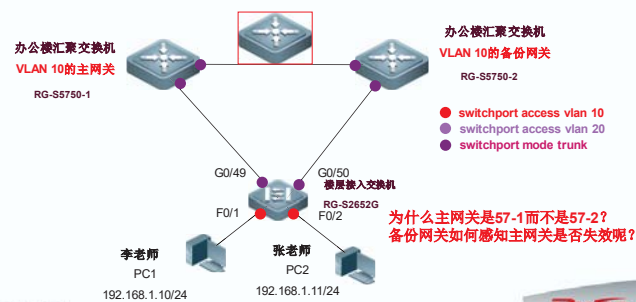 办公楼汇聚交换机
VLAN 10的主网关
RG-S5750-1
办公楼汇聚交换机
VLAN 10的备份网关
RG-S5750-2
switchport access vlan 10
switchport access vlan 20
switchport mode trunk
G0/49
G0/50
楼层接入交换机
RG-S2652G
F0/1
F0/2
为什么主网关是57-1而不是57-2?
备份网关如何感知主网关是否失效呢?
李老师
PC1
192.168.1.10/24
张老师
PC2
192.168.1.11/24